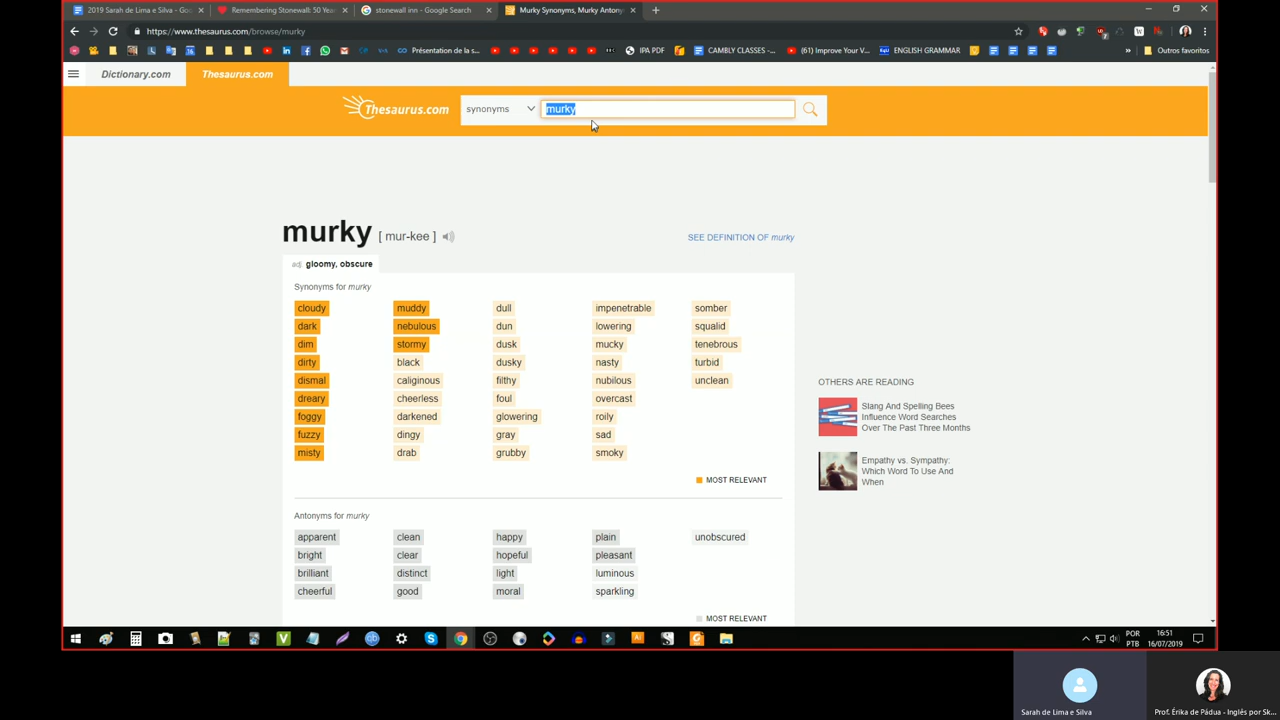 2019 Sarah de Lima e Silva - Goo
Remembering Stonewall: 50 Yea
stonewall inn - Google Search
Murky Synonyms, Murky Antony
https://www.thesaurus.com/browse/murky
Présentation de la s...
IPA PDF
CAMBLY CLASSES -...
(61) Improve Your V...
ENGLISH GRAMMAR
»
Outros favoritos
Dictionary.com
Thesaurus.com
Thesaurus.com
synonyms
murky
murky [ mur-kee ]
SEE DEFINITION OF murky
adj gloomy, obscure
Synonyms for murky
cloudy muddy dull impenetrable somber
dark nebulous dun lowering squalid
dim stormy dusk mucky tenebrous
dirty black dusky nasty turbid
dismal caliginous filthy nubilous unclean
dreary cheerless foul overcast
foggy darkened glowering roily
fuzzy dingy gray sad
misty drab grubby smoky
MOST RELEVANT
Antonyms for murky
apparent clean happy plain unobscured
bright clear hopeful pleasant
brilliant distinct light luminous
cheerful good moral sparkling
MOST RELEVANT
OTHERS ARE READING
Slang And Spelling Bees
Influence Word Searches
Over The Past Three Months
Empathy vs. Sympathy:
Which Word To Use And
When
POR
PTB
16:51
16/07/2019
Sarah de Lima e Silva
Prof. Érika de Pádua - Inglês por Sk...